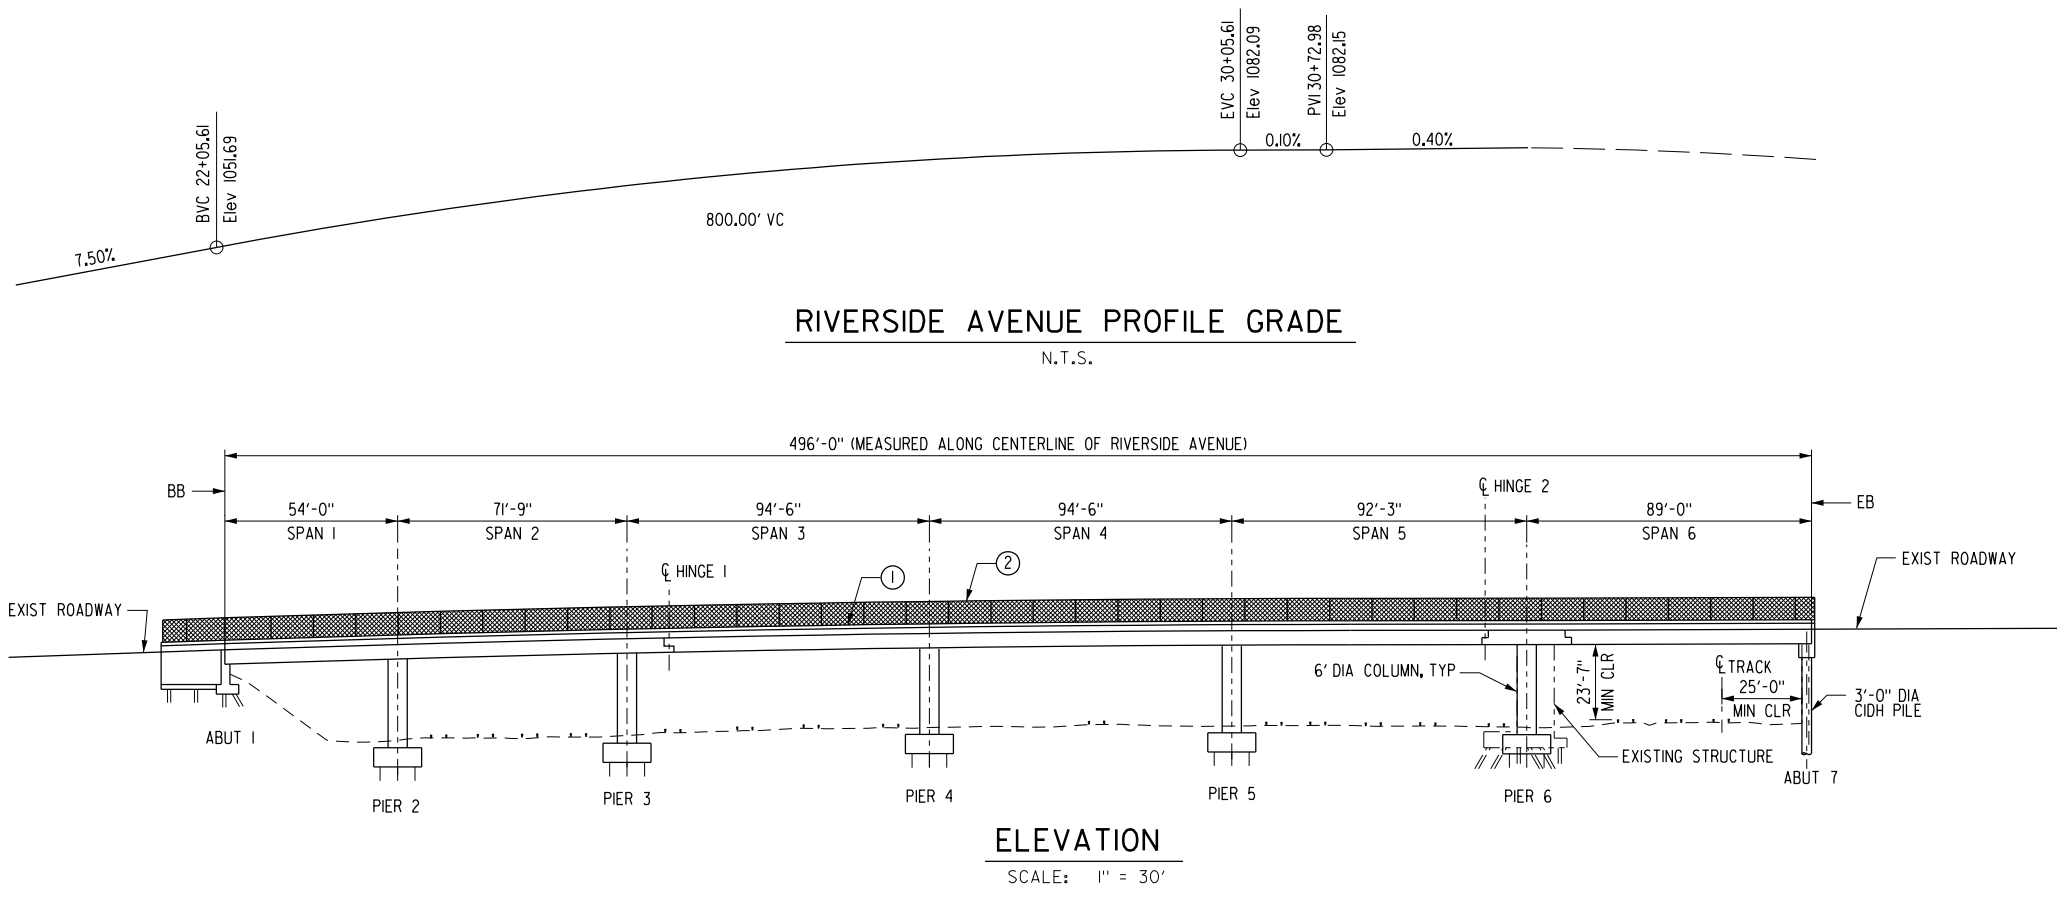 BVC 22+05.61
Elev 1051.69
EVC 30+05.61
Elev 1082.09
PVI 30+72.98
Elev 1082.15
7.50%
800.00' VC
0.10%
0.40%
RIVERSIDE AVENUE PROFILE GRADE
N.T.S.
496'-0" (MEASURED ALONG CENTERLINE OF RIVERSIDE AVENUE)
BB
EB
54'-0"
SPAN 1
71'-9"
SPAN 2
94'-6"
SPAN 3
94'-6"
SPAN 4
92'-3"
SPAN 5
89'-0"
SPAN 6
℄ HINGE 1
℄ HINGE 2
1
2
EXIST ROADWAY
EXIST ROADWAY
6' DIA COLUMN, TYP
23'-7"
MIN CLR
℄ TRACK
25'-0"
MIN CLR
3'-0" DIA
CIDH PILE
EXISTING STRUCTURE
ABUT 1
PIER 2
PIER 3
PIER 4
PIER 5
PIER 6
ABUT 7
ELEVATION
SCALE: 1" = 30'